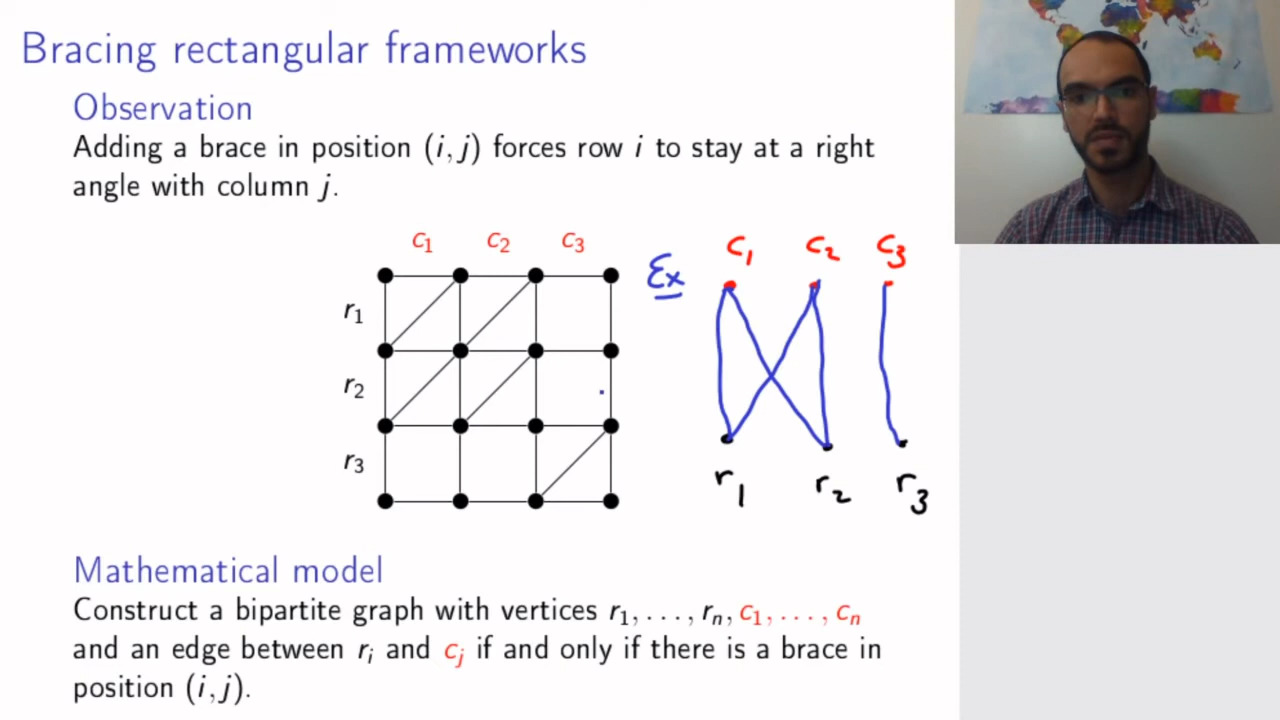 Bracing rectangular frameworks
Observation
Adding a brace in position (i, j) forces row i to stay at a right
angle with column j.
c₁ c₂ c₃
r₁
r₂
r₃
Ex
c₁ c₂ c₃
r₁ r₂ r₃
Mathematical model
Construct a bipartite graph with vertices r₁, . . . , rₙ, c₁, . . . , cₙ
and an edge between rᵢ and cⱼ if and only if there is a brace in
position (i, j).